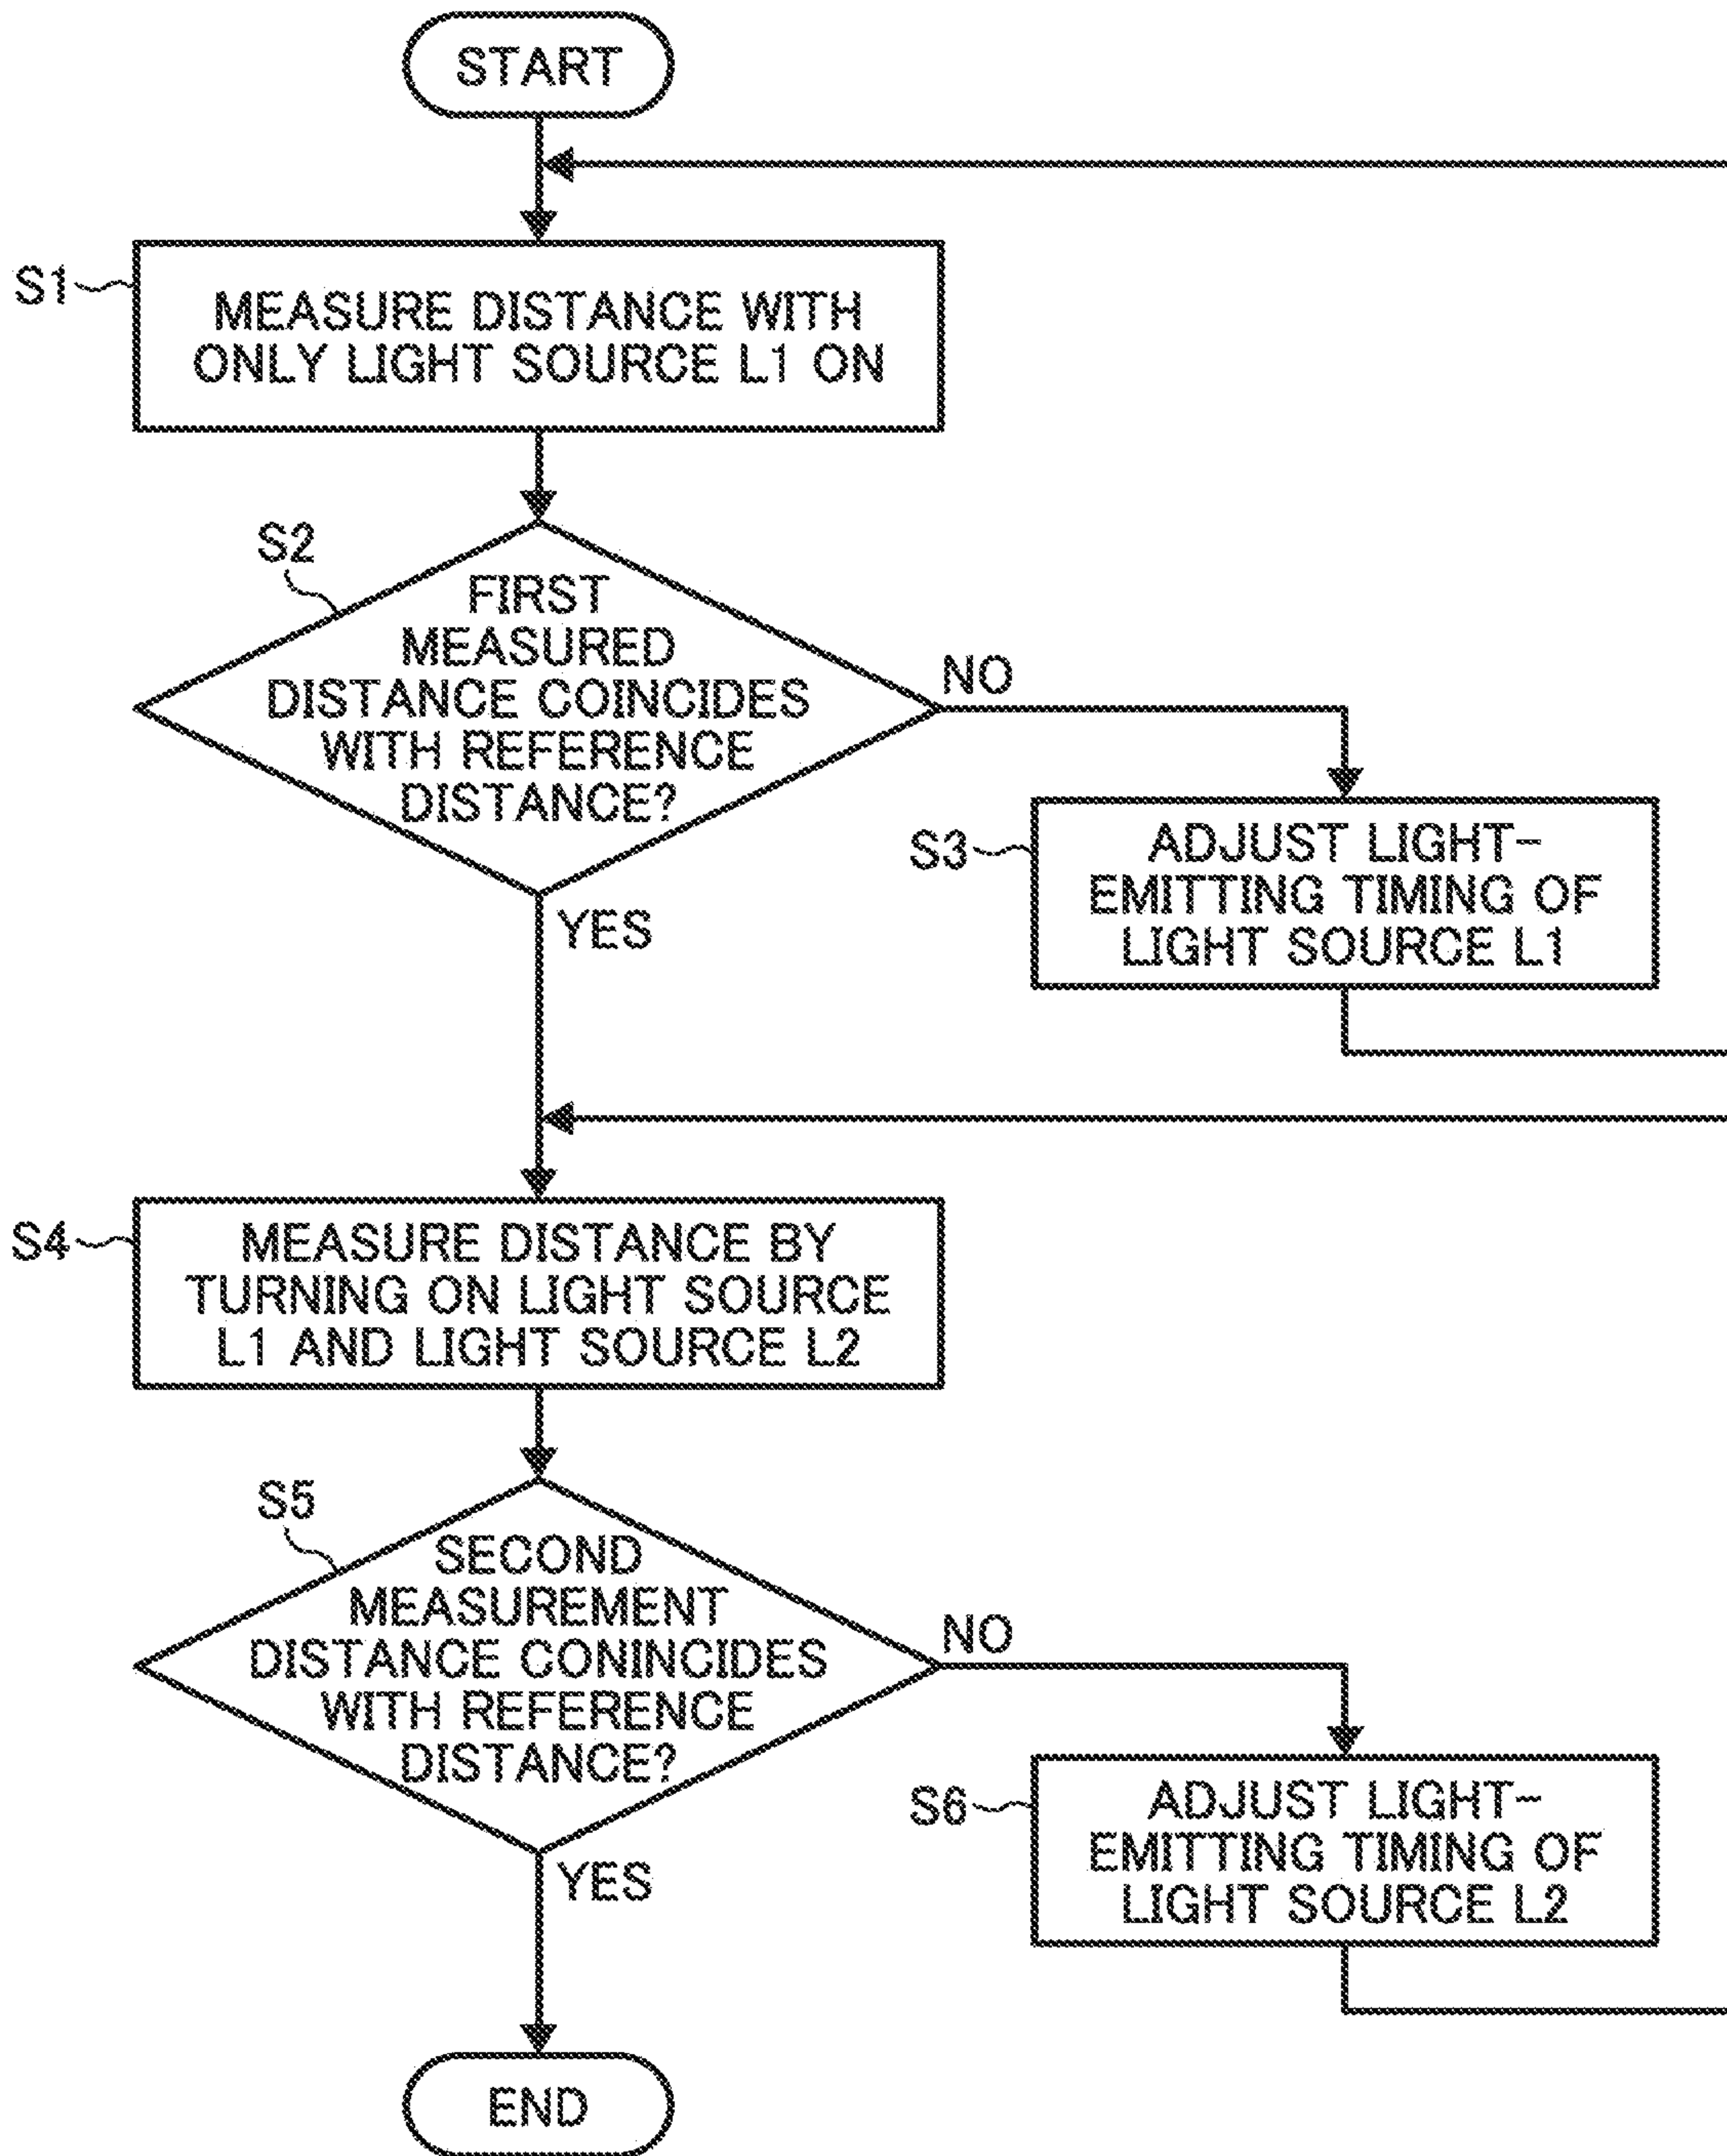 START
S1
MEASURE DISTANCE WITH
ONLY LIGHT SOURCE L1 ON
S2
FIRST
MEASURED
DISTANCE COINCIDES
WITH REFERENCE
DISTANCE?
NO
YES
S3
ADJUST LIGHT-
EMITTING TIMING OF
LIGHT SOURCE L1
S4
MEASURE DISTANCE BY
TURNING ON LIGHT SOURCE
L1 AND LIGHT SOURCE L2
S5
SECOND
MEASUREMENT
DISTANCE CONINCIDES
WITH REFERENCE
DISTANCE?
NO
YES
S6
ADJUST LIGHT-
EMITTING TIMING OF
LIGHT SOURCE L2
END